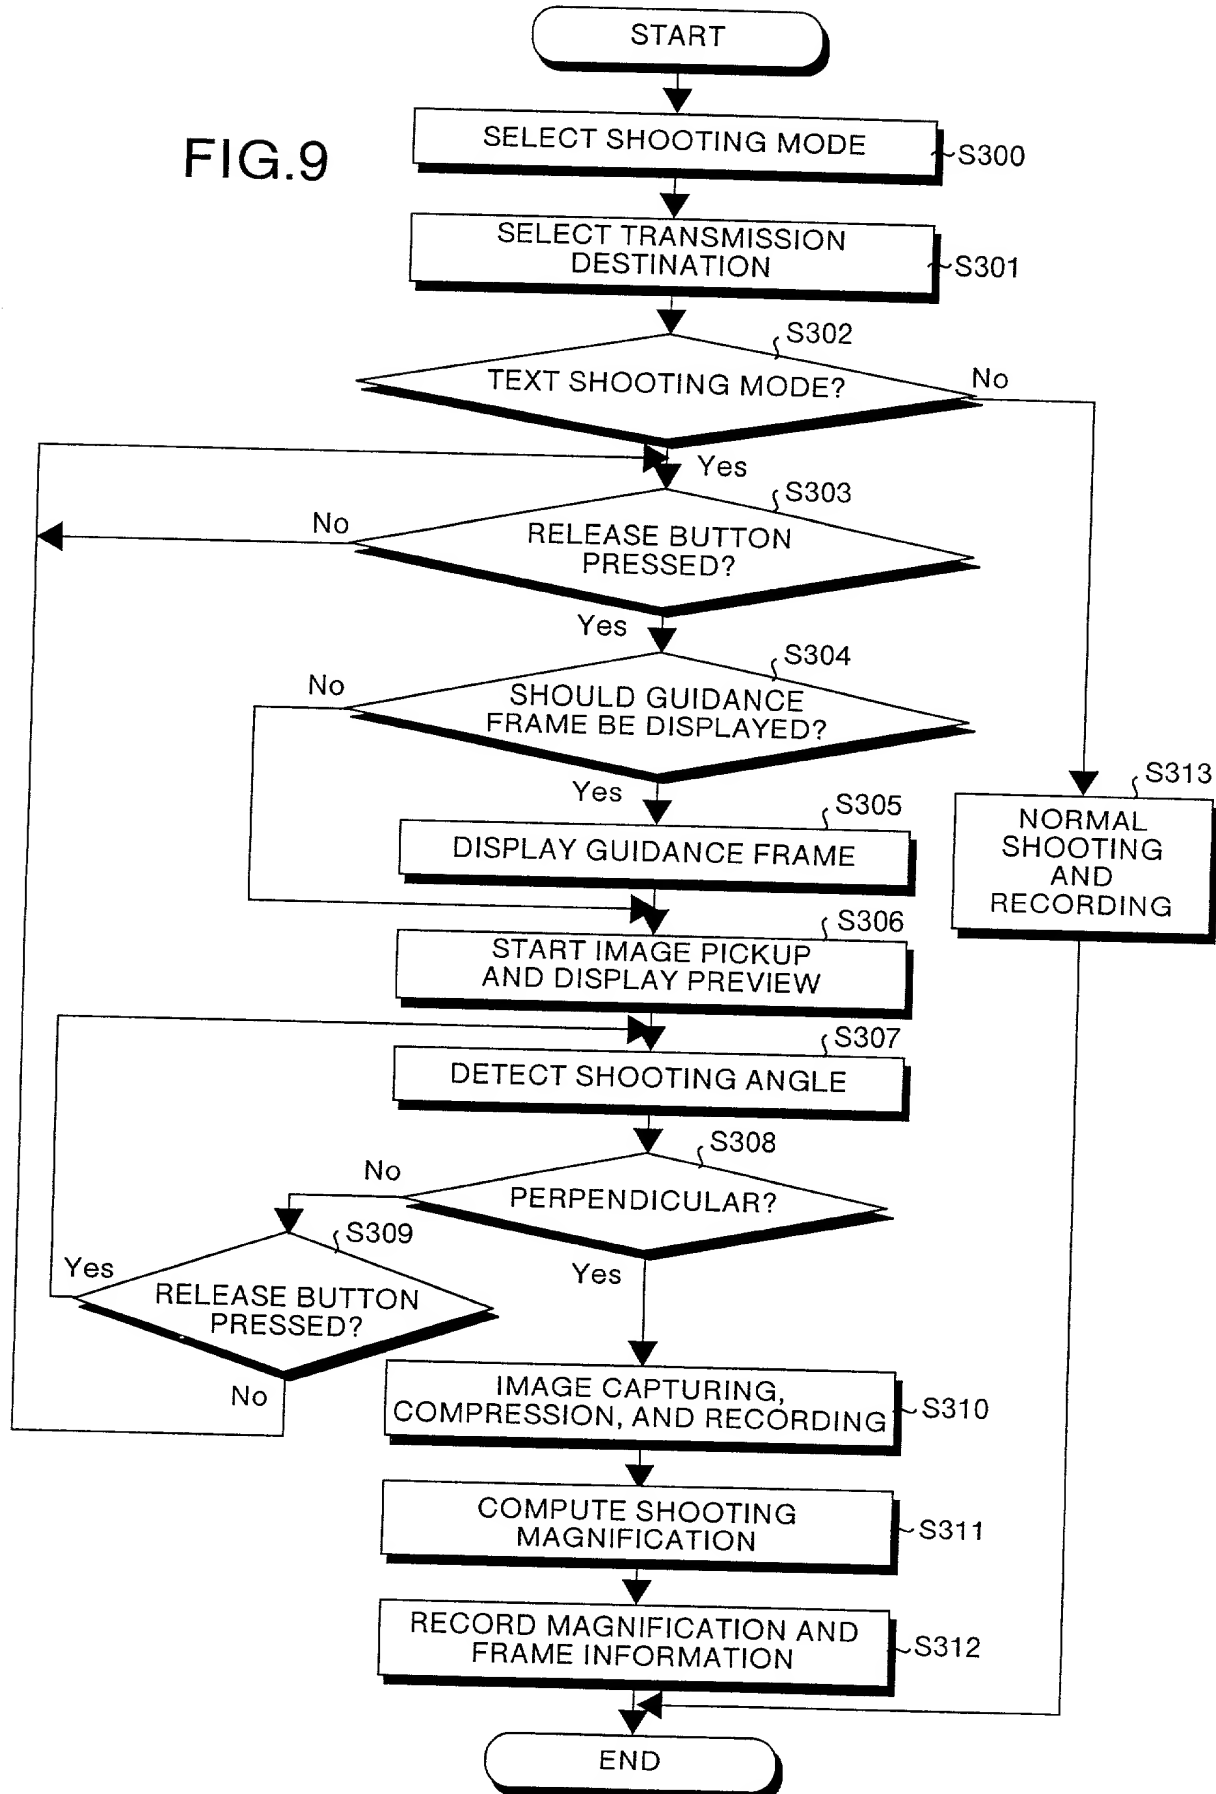 START
FIG.9
SELECT SHOOTING MODE
S300
SELECT TRANSMISSION
DESTINATION
S301
S302
TEXT SHOOTING MODE?
No
Yes
S303
No
RELEASE BUTTON
PRESSED?
Yes
S304
No
SHOULD GUIDANCE
FRAME BE DISPLAYED?
Yes
S305
DISPLAY GUIDANCE FRAME
S313
NORMAL
SHOOTING
AND
RECORDING
S306
START IMAGE PICKUP
AND DISPLAY PREVIEW
S307
DETECT SHOOTING ANGLE
S308
No
PERPENDICULAR?
Yes
S309
Yes
RELEASE BUTTON
PRESSED?
No
IMAGE CAPTURING,
COMPRESSION, AND RECORDING
S310
COMPUTE SHOOTING
MAGNIFICATION
S311
RECORD MAGNIFICATION AND
FRAME INFORMATION
S312
END